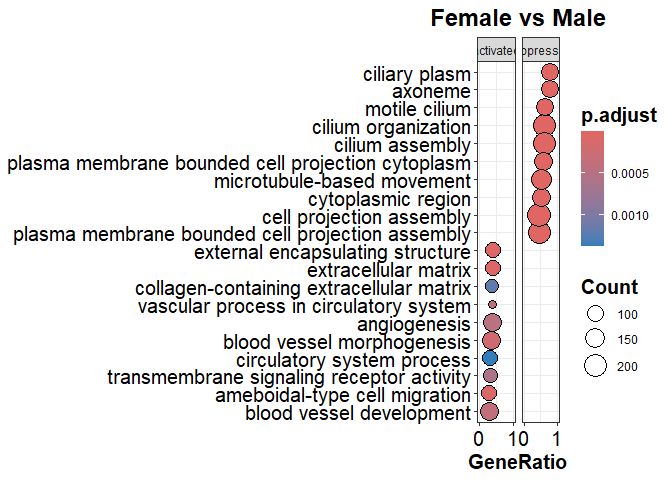 Female vs Male
ctivated
ppress
ciliary plasm
axoneme
motile cilium
cilium organization
cilium assembly
plasma membrane bounded cell projection cytoplasm
microtubule-based movement
cytoplasmic region
cell projection assembly
plasma membrane bounded cell projection assembly
external encapsulating structure
extracellular matrix
collagen-containing extracellular matrix
vascular process in circulatory system
angiogenesis
blood vessel morphogenesis
circulatory system process
transmembrane signaling receptor activity
ameboidal-type cell migration
blood vessel development
0 1 0 1
GeneRatio
p.adjust
0.0005
0.0010
Count
100
150
200